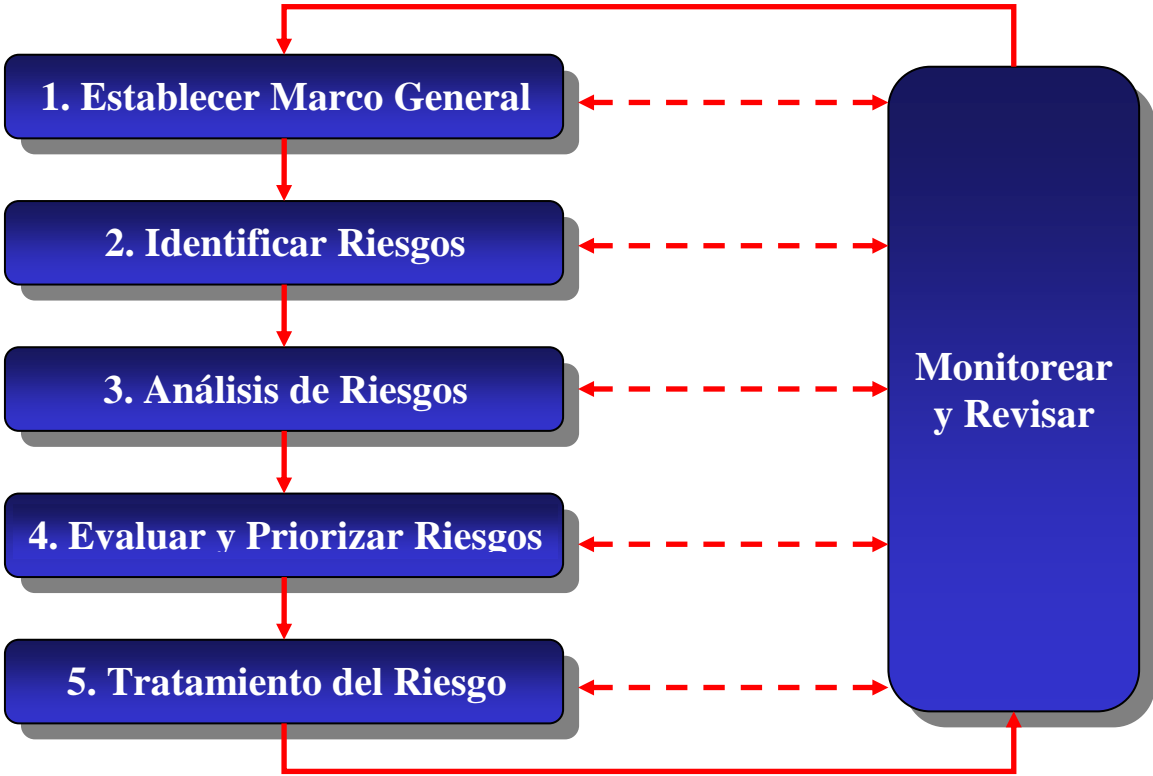 1. Establecer Marco General
2. Identificar Riesgos
3. Análisis de Riesgos
4. Evaluar y Priorizar Riesgos
5. Tratamiento del Riesgo
Monitorear
y Revisar